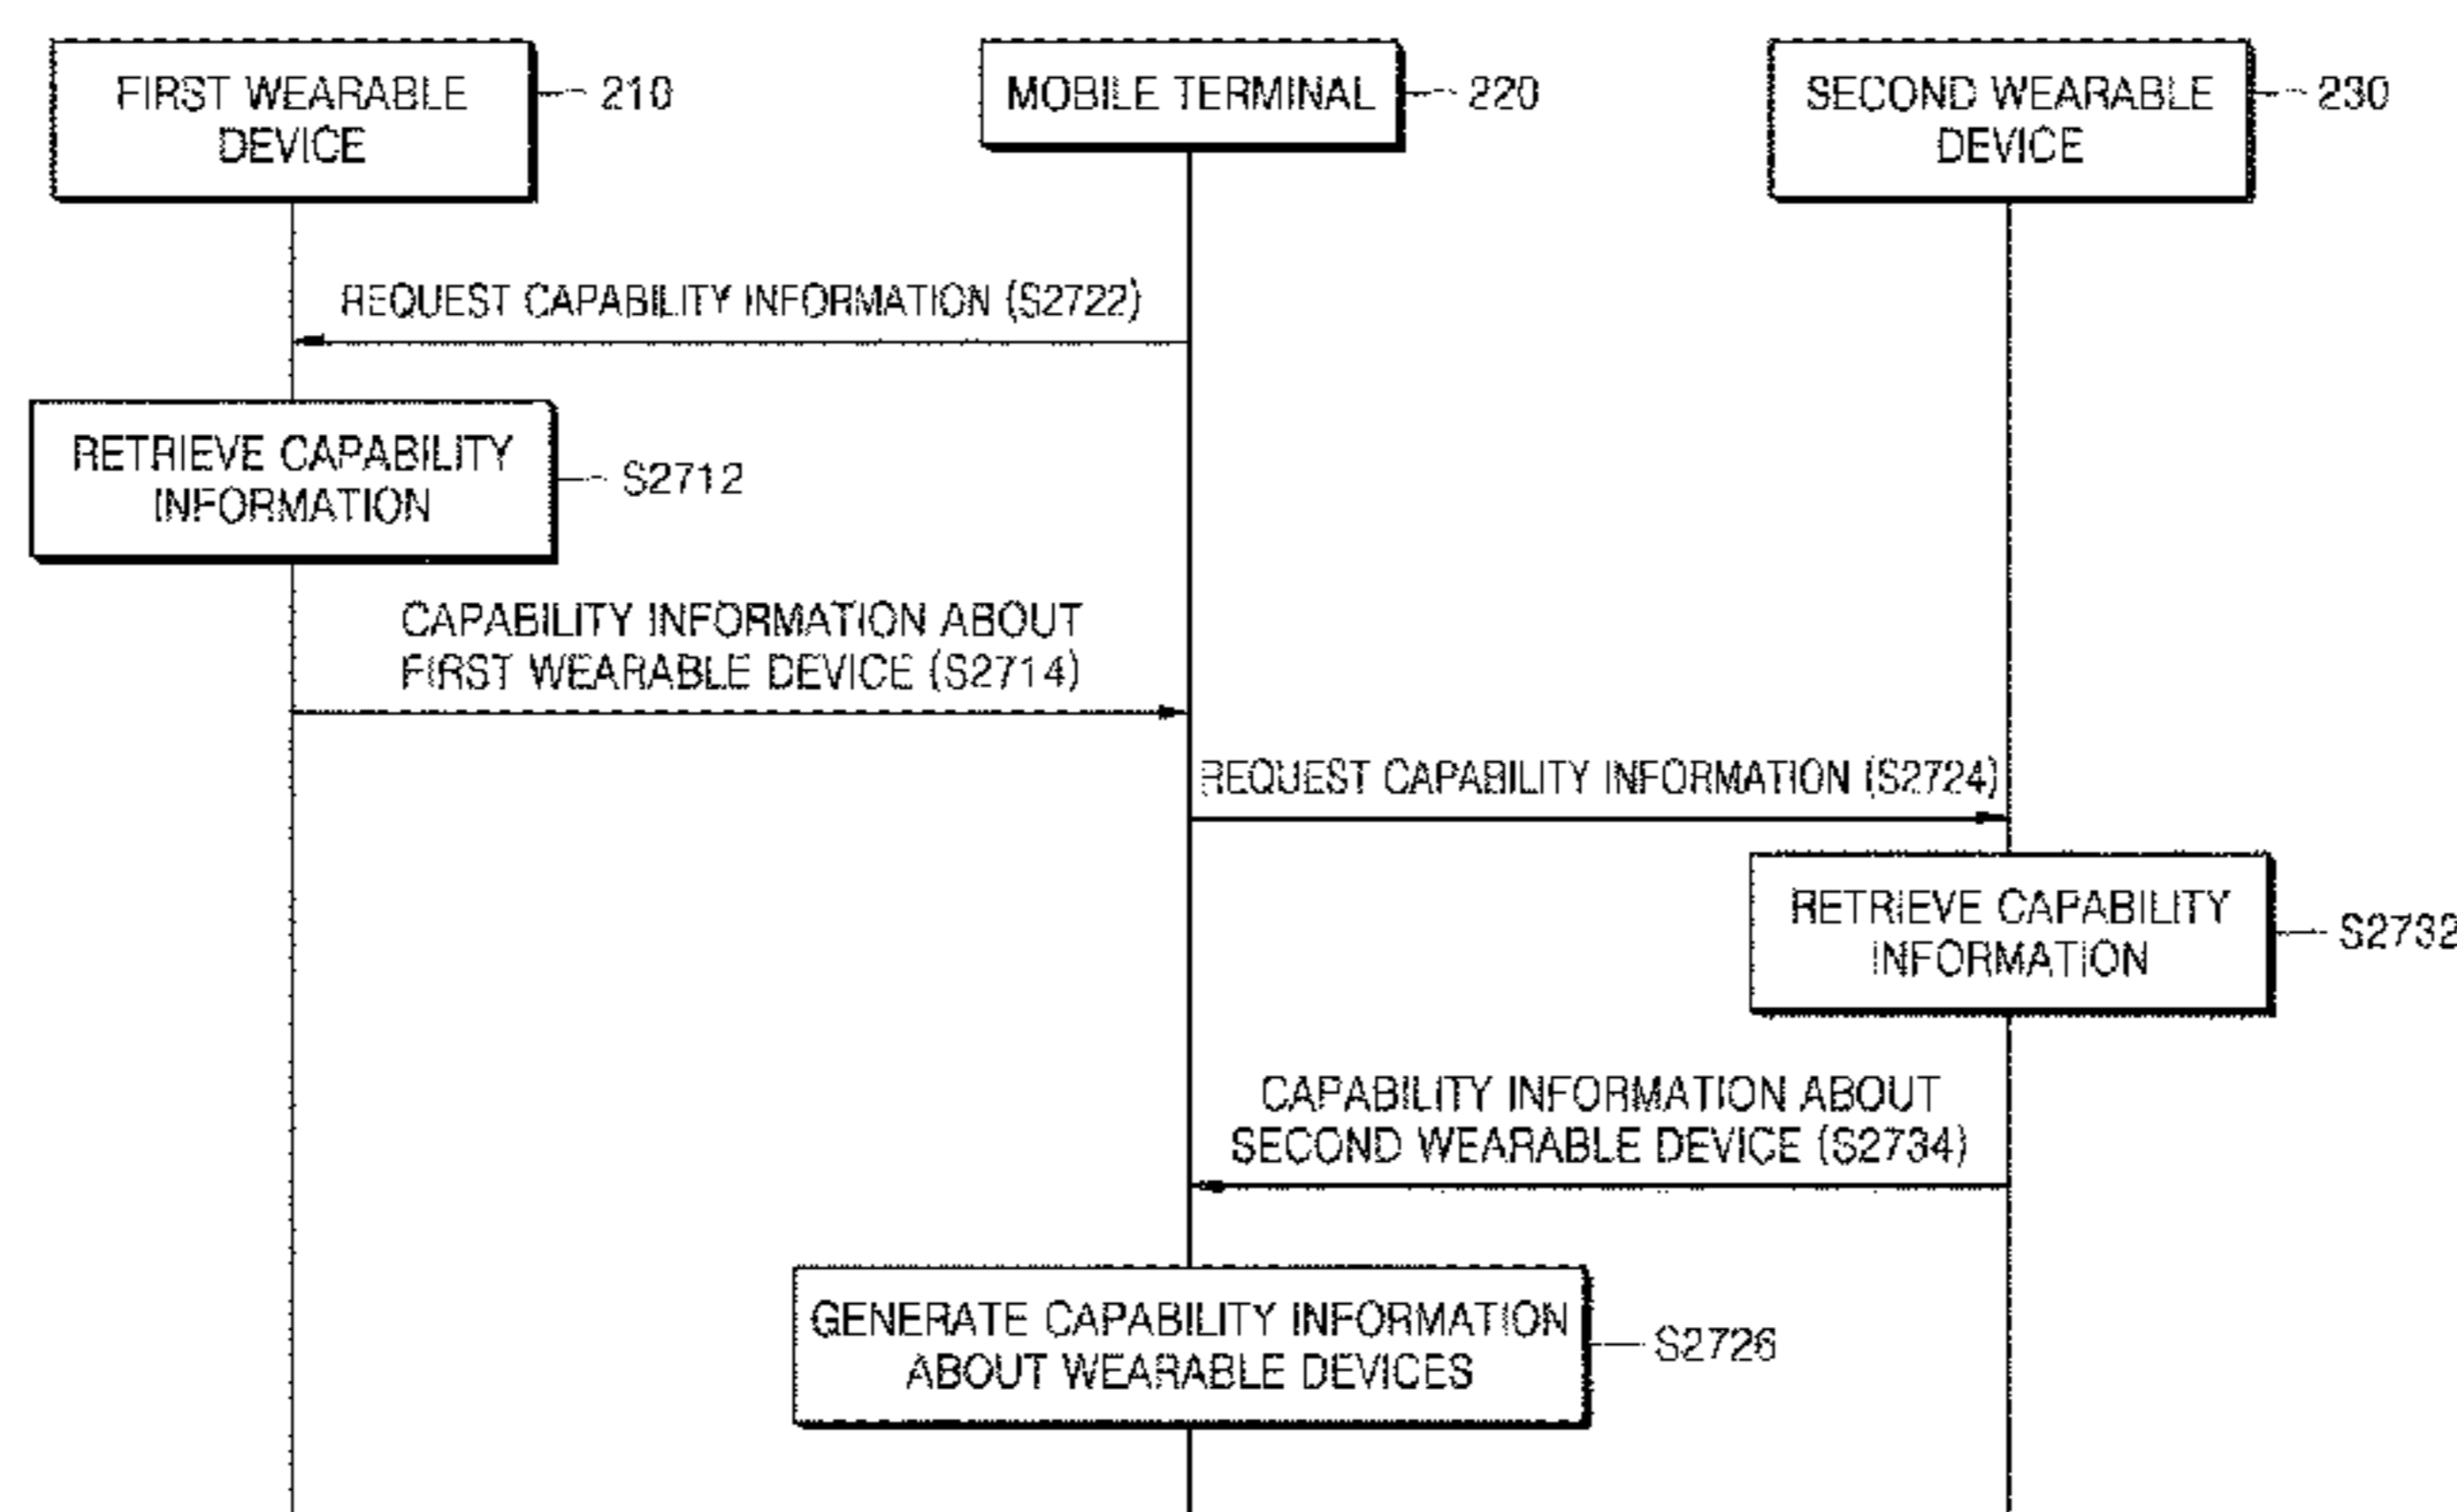 FIRST WEARABLE
DEVICE
210
MOBILE TERMINAL
220
SECOND WEARABLE
DEVICE
230
REQUEST CAPABILITY INFORMATION (S2722)
RETRIEVE CAPABILITY
INFORMATION
S2712
CAPABILITY INFORMATION ABOUT
FIRST WEARABLE DEVICE (S2714)
REQUEST CAPABILITY INFORMATION (S2724)
RETRIEVE CAPABILITY
INFORMATION
S2732
CAPABILITY INFORMATION ABOUT
SECOND WEARABLE DEVICE (S2734)
GENERATE CAPABILITY INFORMATION
ABOUT WEARABLE DEVICES
S2726